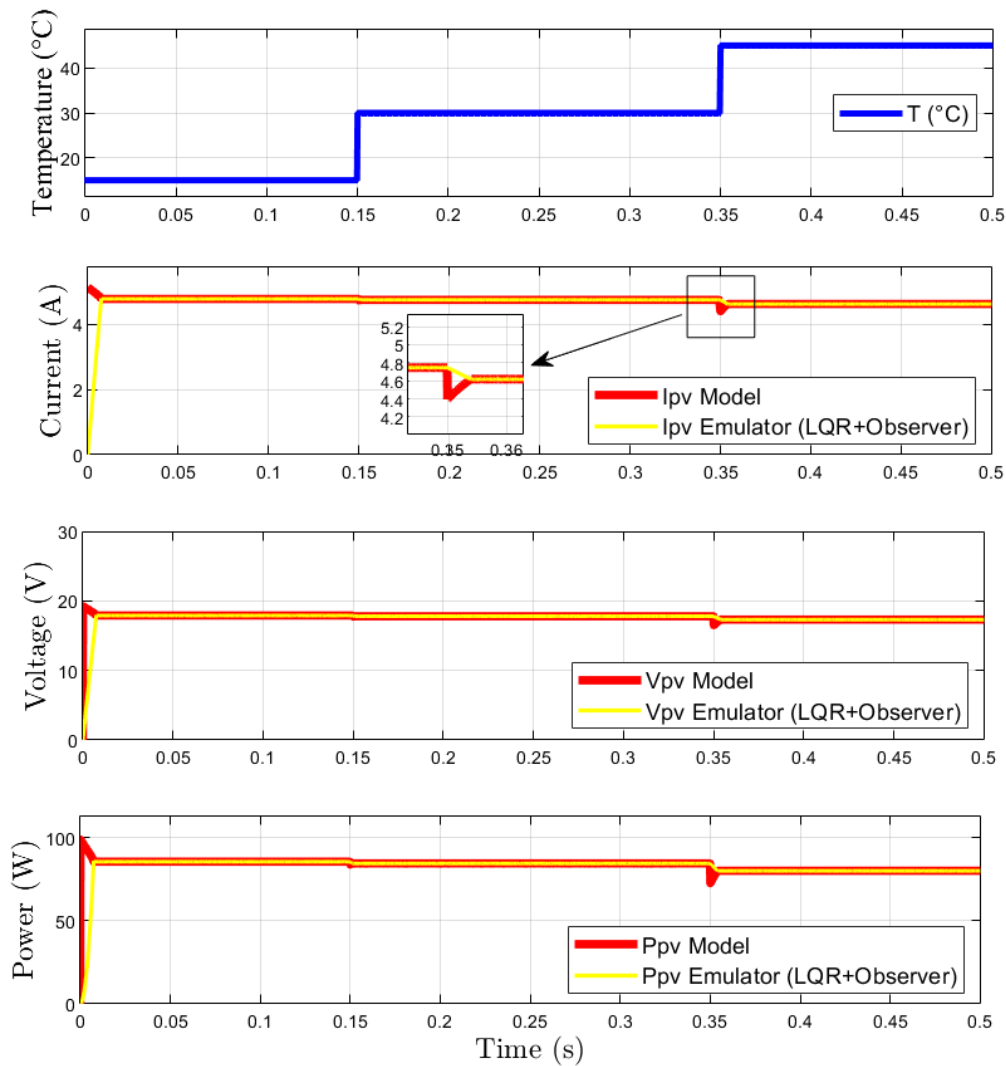 Temperature (°C)
40
30
20
T (°C)
0 0.05 0.1 0.15 0.2 0.25 0.3 0.35 0.4 0.45 0.5
Current (A)
4
2
0
5.2
5
4.8
4.6
4.4
4.2
0.35 0.36
Ipv Model
Ipv Emulator (LQR+Observer)
0 0.05 0.1 0.15 0.2 0.25 0.3 0.35 0.4 0.45 0.5
Voltage (V)
30
20
10
0
Vpv Model
Vpv Emulator (LQR+Observer)
0 0.05 0.1 0.15 0.2 0.25 0.3 0.35 0.4 0.45 0.5
Power (W)
100
50
0
Ppv Model
Ppv Emulator (LQR+Observer)
0 0.05 0.1 0.15 0.2 0.25 0.3 0.35 0.4 0.45 0.5
Time (s)